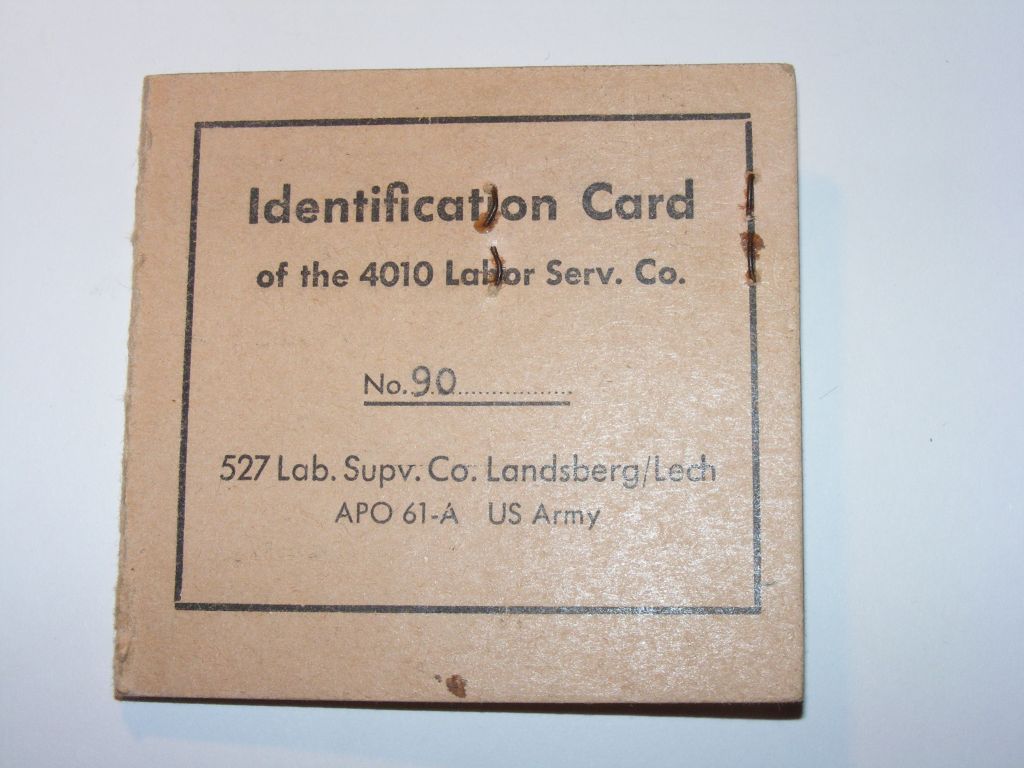 Identification Card
of the 4010 Labor Serv. Co.
No. 90
527 Lab. Supv. Co. Landsberg/Lech
APO 61-A US Army